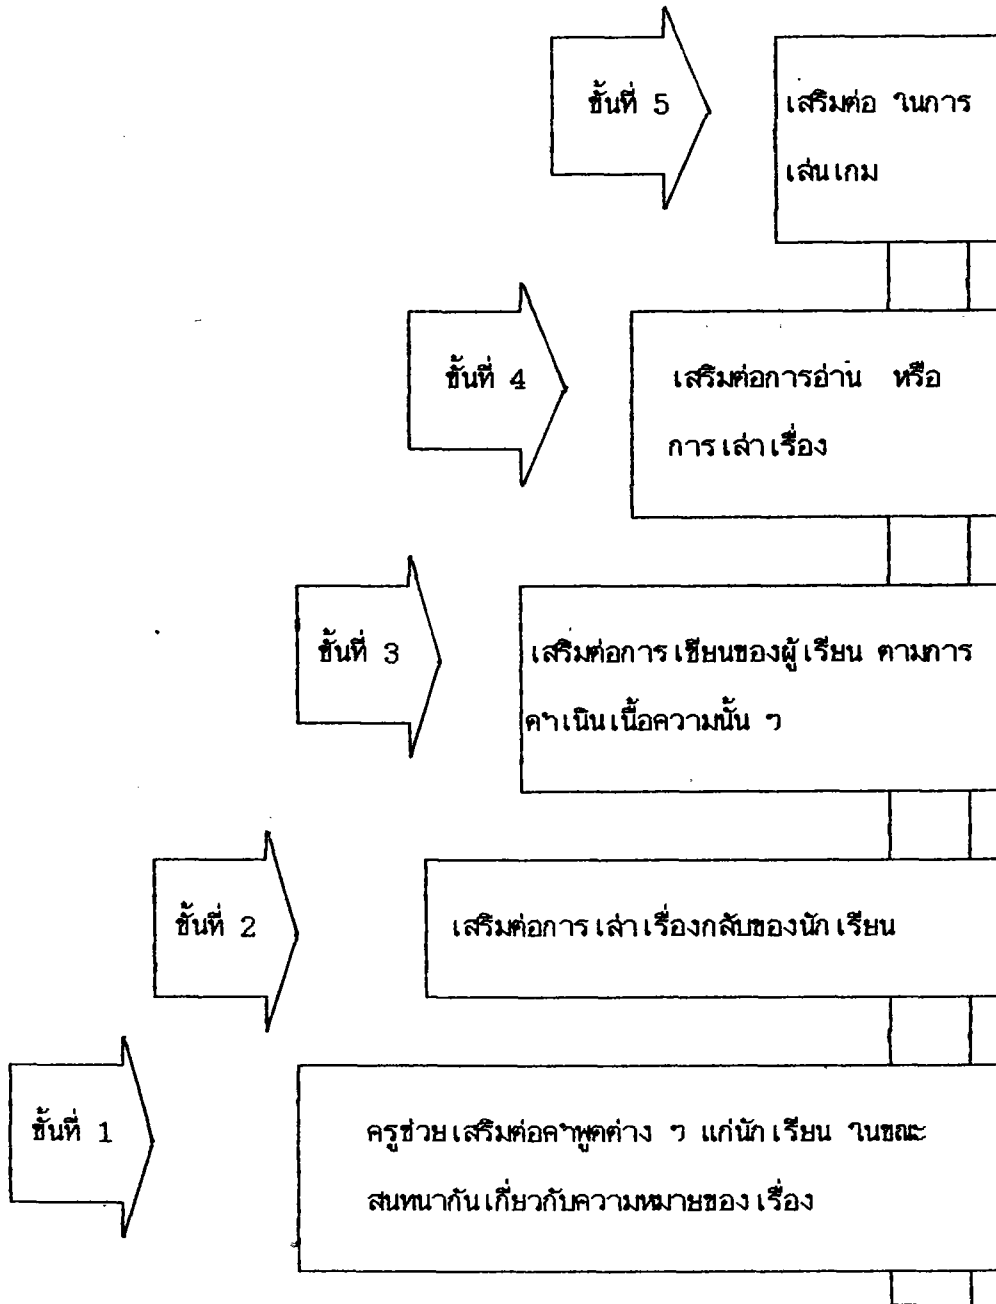 ขั้นที่ 5
เสริมต่อ ในการ
เล่นเกม
ขั้นที่ 4
เสริมต่อการอ่าน หรือ
การเล่าเรื่อง
ขั้นที่ 3
เสริมต่อการเขียนของผู้เรียน ตามการ
ดำเนินเนื้อความนั้น ๆ
ขั้นที่ 2
เสริมต่อการเล่าเรื่องกลับของนักเรียน
ขั้นที่ 1
ครูช่วยเสริมต่อคำพูดต่าง ๆ แก่นักเรียน ในขณะ
สนทนากันเกี่ยวกับความหมายของเรื่อง